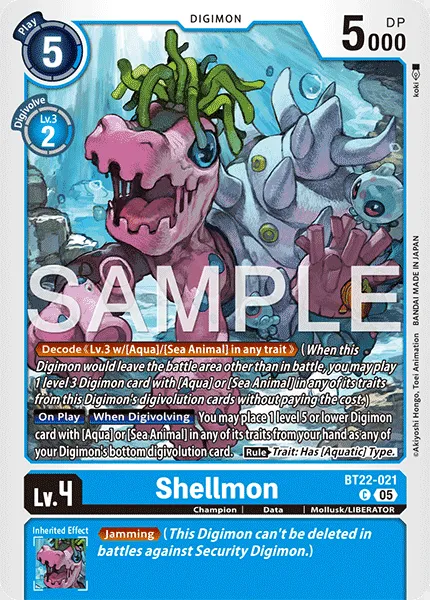 DIGIMON
Play
5
DP
5000
Digivolve
Lv.3
2
koki
SAMPLE
©Akiyoshi Hongo, Toei Animation BANDAI MADE IN JAPAN
Decode《Lv.3 w/[Aqua]/[Sea Animal] in any trait》(When this
Digimon would leave the battle area other than in battle, you may play
1 level 3 Digimon card with [Aqua] or [Sea Animal] in any of its traits
from this Digimon's digivolution cards without paying the cost.)
On Play When Digivolving You may place 1 level 5 or lower Digimon
card with [Aqua] or [Sea Animal] in any of its traits from your hand as any of
your Digimon's bottom digivolution card. Rule Trait: Has [Aquatic] Type.
Lv.4
Shellmon
BT22-021
C 05
Champion Data Mollusk/LIBERATOR
Inherited Effect
Jamming (This Digimon can't be deleted in
battles against Security Digimon.)